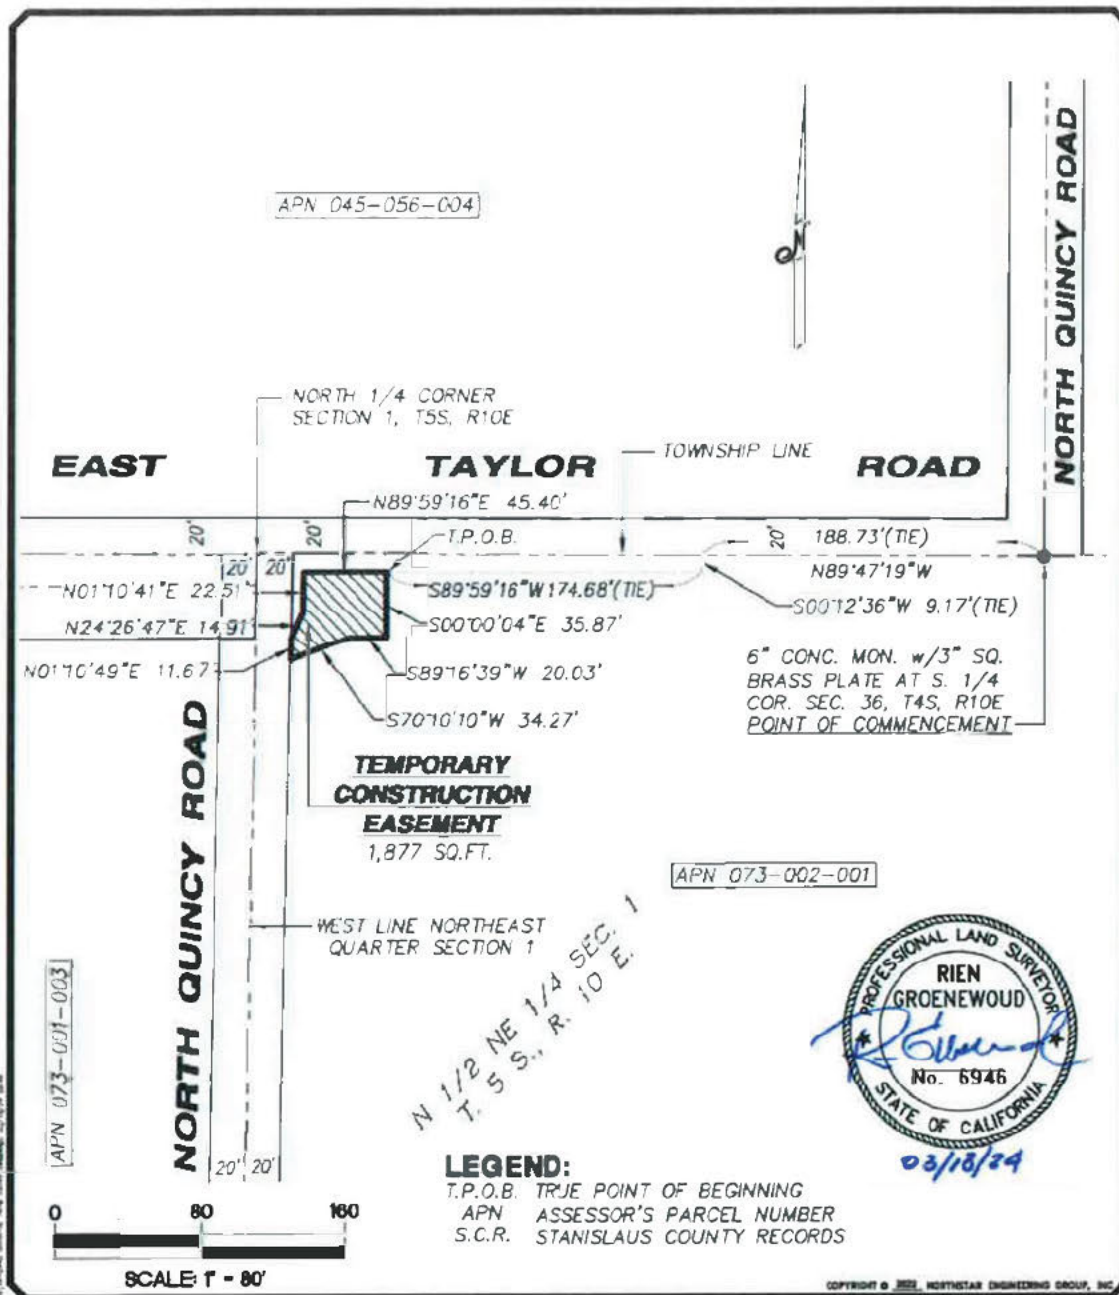 APN 045-056-004
NORTH QUINCY ROAD
N
NORTH 1/4 CORNER
SECTION 1, T5S, R10E
EAST TAYLOR ROAD
TOWNSHIP LINE
N89°59'16"E 45.40'
20'
20'
T.P.O.B.
20'
188.73'(TIE)
20' 20'
N01°10'41"E 22.51'
S89°59'16"W 174.68'(TIE)
N89°47'19"W
S00°12'36"W 9.17'(TIE)
N24°26'47"E 14.91'
S00°00'04"E 35.87'
N01°10'49"E 11.67'
S89°16'39"W 20.03'
6" CONC. MON. w/3" SQ.
BRASS PLATE AT S. 1/4
COR. SEC. 36, T4S, R10E
POINT OF COMMENCEMENT
S70°10'10"W 34.27'
TEMPORARY
CONSTRUCTION
EASEMENT
1,877 SQ.FT.
NORTH QUINCY ROAD
APN 073-002-001
WEST LINE NORTHEAST
QUARTER SECTION 1
N 1/2 NE 1/4 SEC. 1
T. 5 S., R. 10 E.
APN 073-001-003
PROFESSIONAL LAND SURVEYOR
RIEN
GROENEWOUD
No. 6946
STATE OF CALIFORNIA
03/13/24
20' 20'
LEGEND:
T.P.O.B. TRUE POINT OF BEGINNING
APN ASSESSOR'S PARCEL NUMBER
S.C.R. STANISLAUS COUNTY RECORDS
0 80 160
SCALE: 1" = 80'
COPYRIGHT © 2022 NORTHSTAR ENGINEERING GROUP, INC.